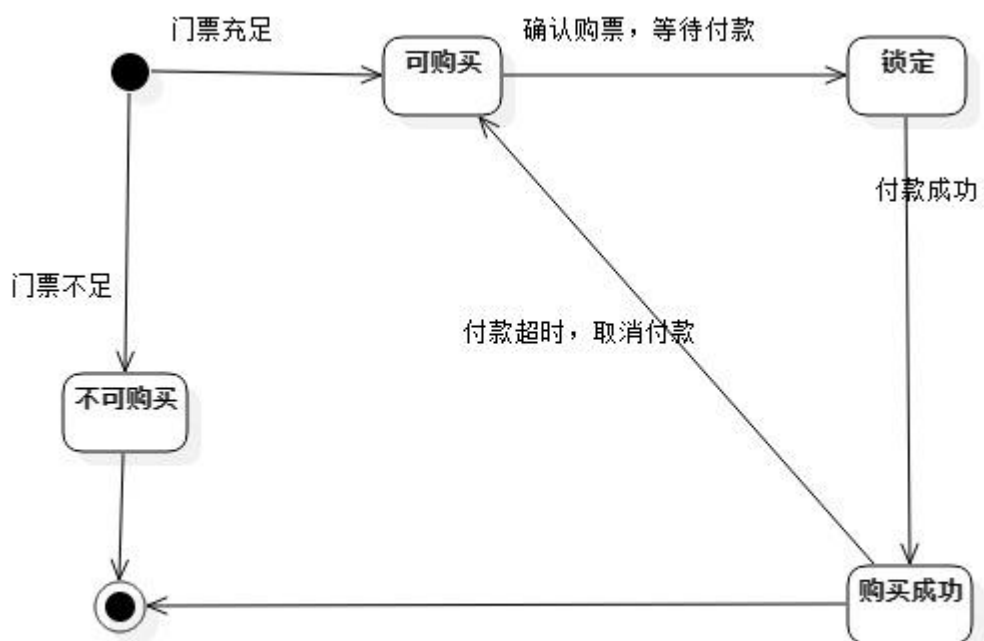 门票充足
确认购票，等待付款
可购买
锁定
付款成功
门票不足
付款超时，取消付款
不可购买
购买成功